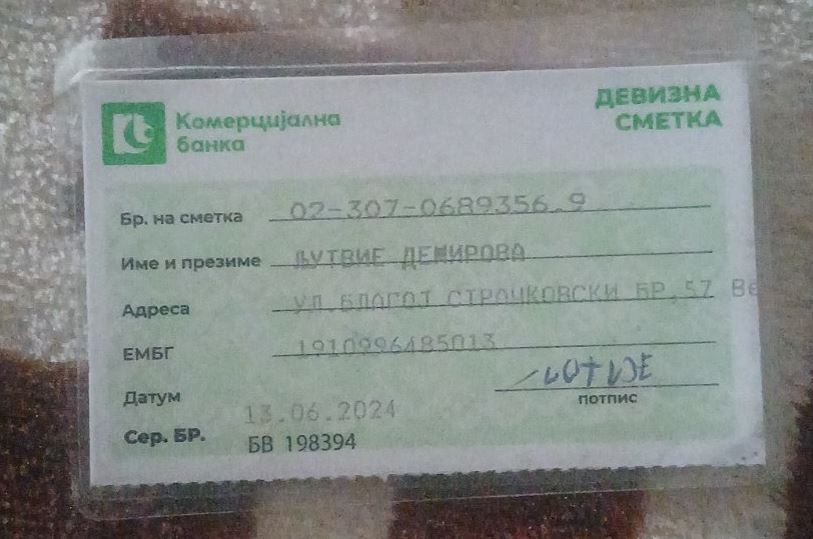 Комерцијална
банка
ДЕВИЗНА
СМЕТКА
Бр. на сметка 02-307-0689356.9
Име и презиме ЉУТВИЕ ДЕМИРОВА
Адреса УЛ.БЛАГОЈ СТРАЧКОВСКИ БР.57 Ве
ЕМБГ 1910996485013
Датум 13.06.2024
потпис
Сер. БР. БВ 198394